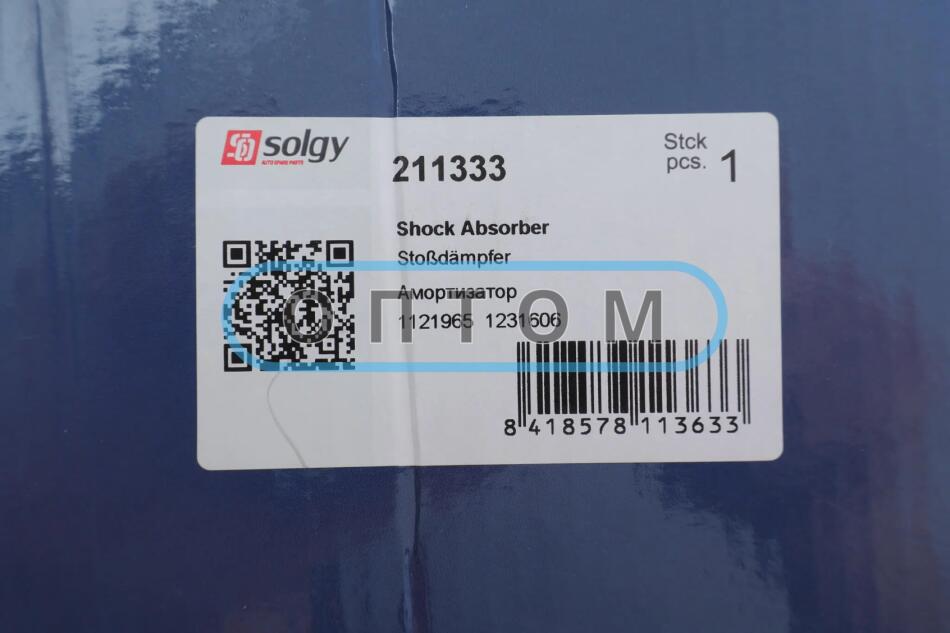 solgy
AUTO SPARE PARTS
211333
Stck
pcs. 1
Shock Absorber
Stoßdämpfer
Амортизатор
1121965 1231606
ОПТОМ
8 418578 113633